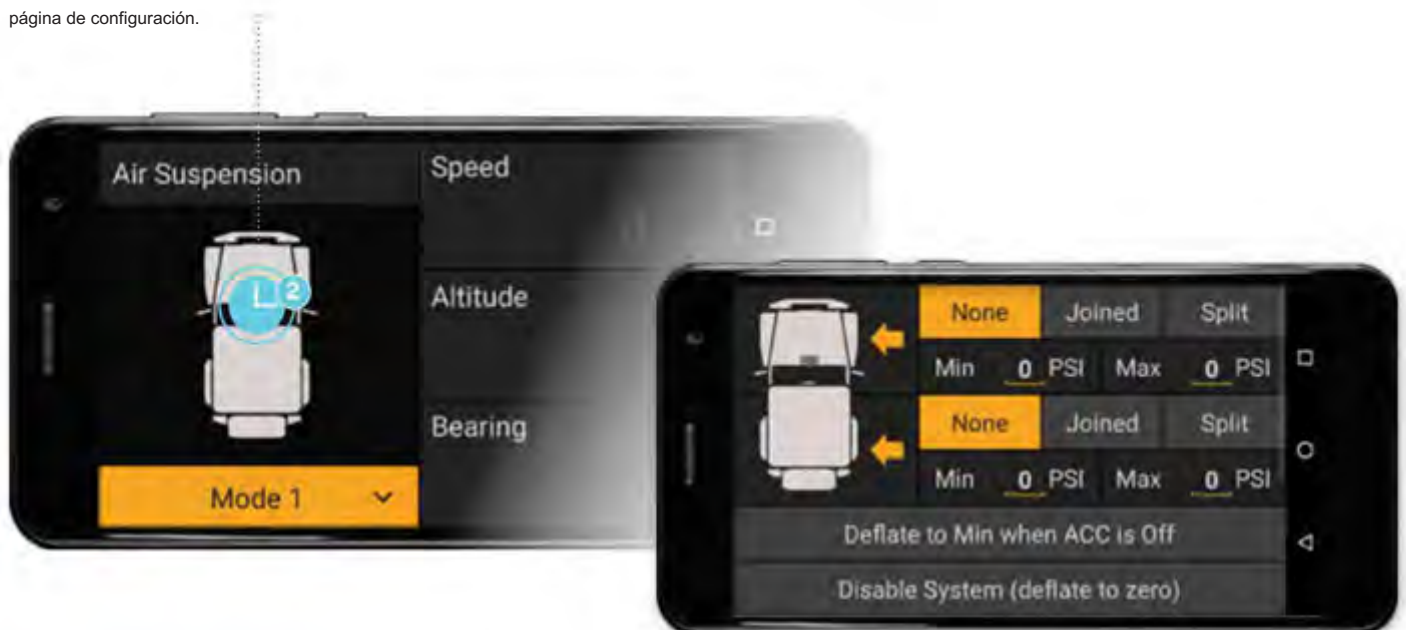 página de configuración.
Air Suspension
Speed
2
Altitude
Bearing
Mode 1
None Joined Split
Min 0 PSI Max 0 PSI
None Joined Split
Min 0 PSI Max 0 PSI
Deflate to Min when ACC is Off
Disable System (deflate to zero)